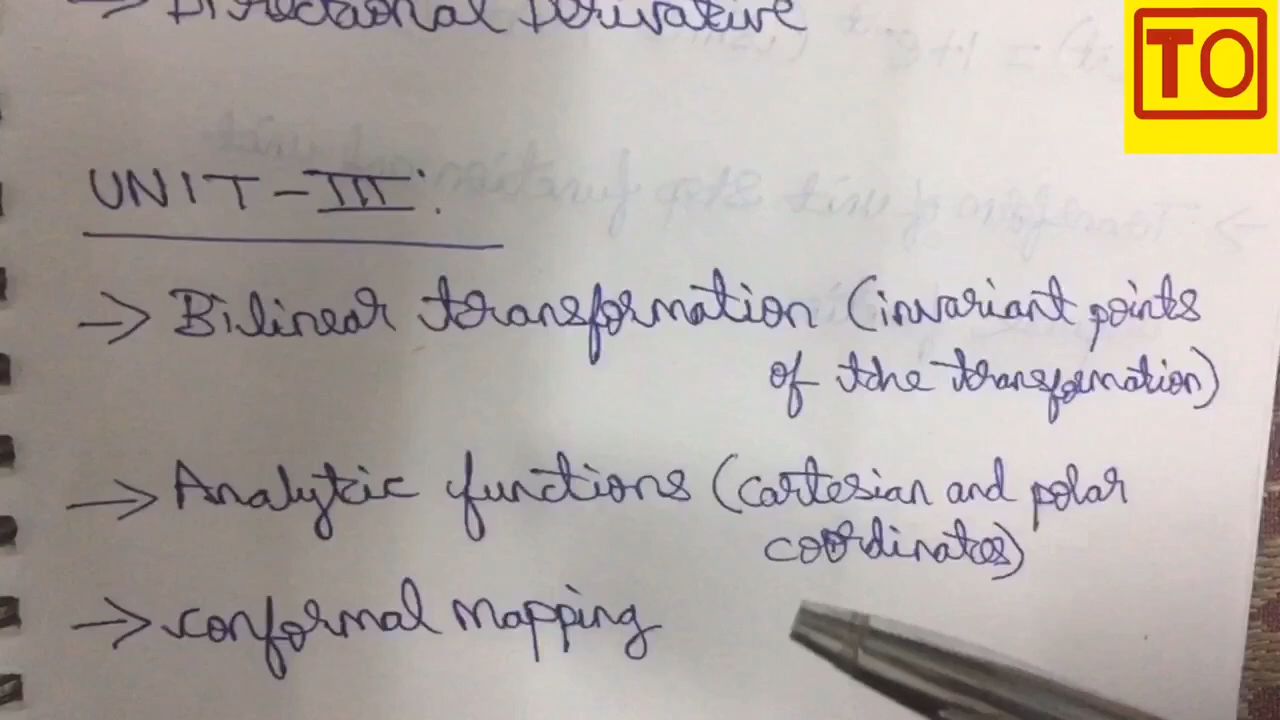 → Directional Derivative
TO
UNIT-III:
→ Bilinear transformation (invariant points
of the transformation)
→ Analytic functions (cartesian and polar
coordinates)
→ conformal mapping